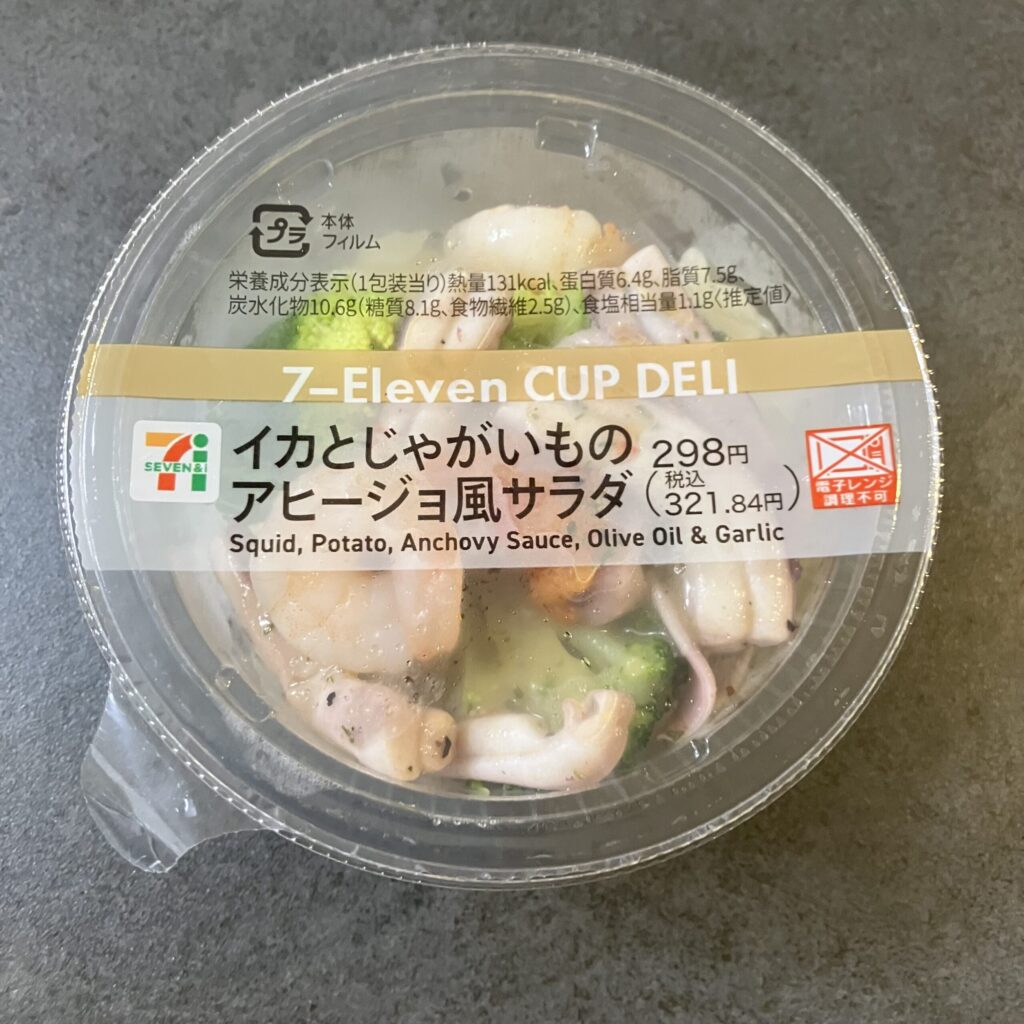 プラ
本体
フィルム
栄養成分表示(1包装当り)熱量131kcal、蛋白質6.4g、脂質7.5g、
炭水化物10.6g(糖質8.1g、食物繊維2.5g)、食塩相当量1.1g〈推定値〉
7-Eleven CUP DELI
SEVEN&i
イカとじゃがいもの
アヒージョ風サラダ
298円
(税込
321.84円)
電子レンジ
調理不可
Squid, Potato, Anchovy Sauce, Olive Oil & Garlic